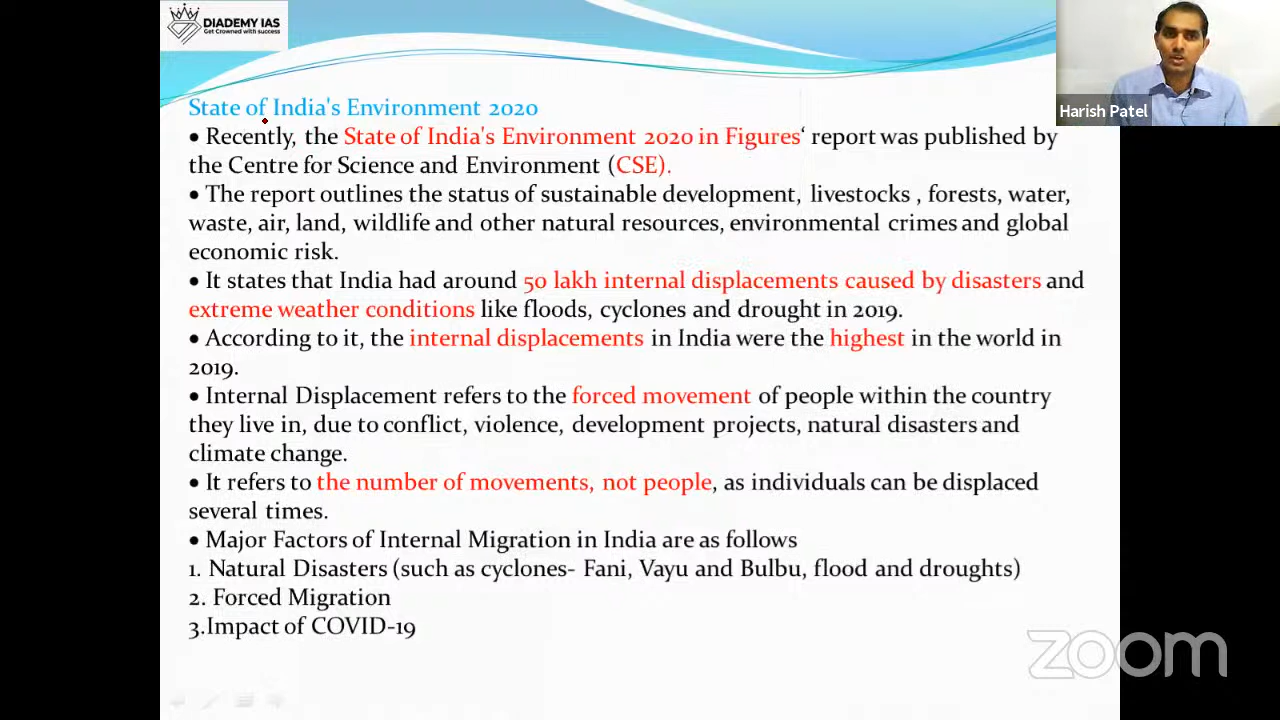 DIADEMY IAS
Get Crowned with success
Harish Patel
State of India's Environment 2020
• Recently, the State of India's Environment 2020 in Figures‘ report was published by
the Centre for Science and Environment (CSE).
• The report outlines the status of sustainable development, livestocks , forests, water,
waste, air, land, wildlife and other natural resources, environmental crimes and global
economic risk.
• It states that India had around 50 lakh internal displacements caused by disasters and
extreme weather conditions like floods, cyclones and drought in 2019.
• According to it, the internal displacements in India were the highest in the world in
2019.
• Internal Displacement refers to the forced movement of people within the country
they live in, due to conflict, violence, development projects, natural disasters and
climate change.
• It refers to the number of movements, not people, as individuals can be displaced
several times.
• Major Factors of Internal Migration in India are as follows
1. Natural Disasters (such as cyclones- Fani, Vayu and Bulbu, flood and droughts)
2. Forced Migration
3.Impact of COVID-19
zoom